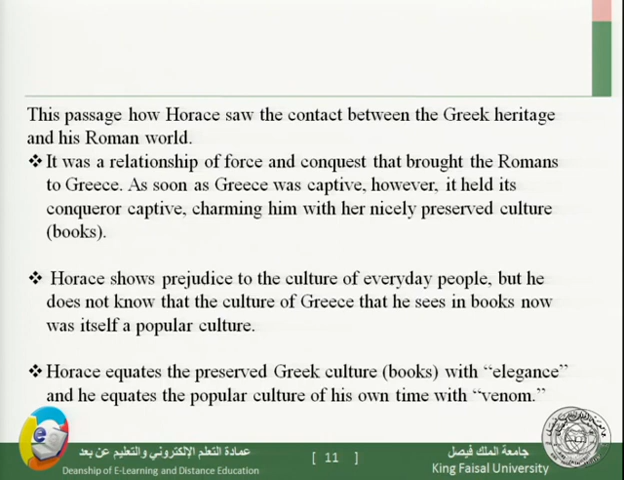 This passage how Horace saw the contact between the Greek heritage
and his Roman world.
❖It was a relationship of force and conquest that brought the Romans
to Greece. As soon as Greece was captive, however, it held its
conqueror captive, charming him with her nicely preserved culture
(books).
❖ Horace shows prejudice to the culture of everyday people, but he
does not know that the culture of Greece that he sees in books now
was itself a popular culture.
❖Horace equates the preserved Greek culture (books) with “elegance”
and he equates the popular culture of his own time with “venom.”
عمادة التعلم الإلكتروني والتعليم عن بعد
Deanship of E-Learning and Distance Education
[ 11 ]
جامعة الملك فيصل
King Faisal University